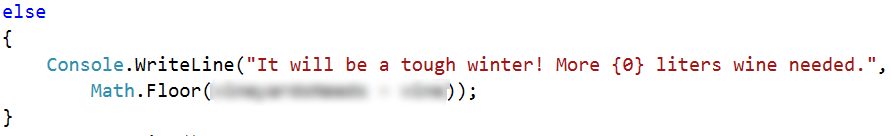 else
{
Console.WriteLine("It will be a tough winter! More {0} liters wine needed.",
Math.Floor( ));
}